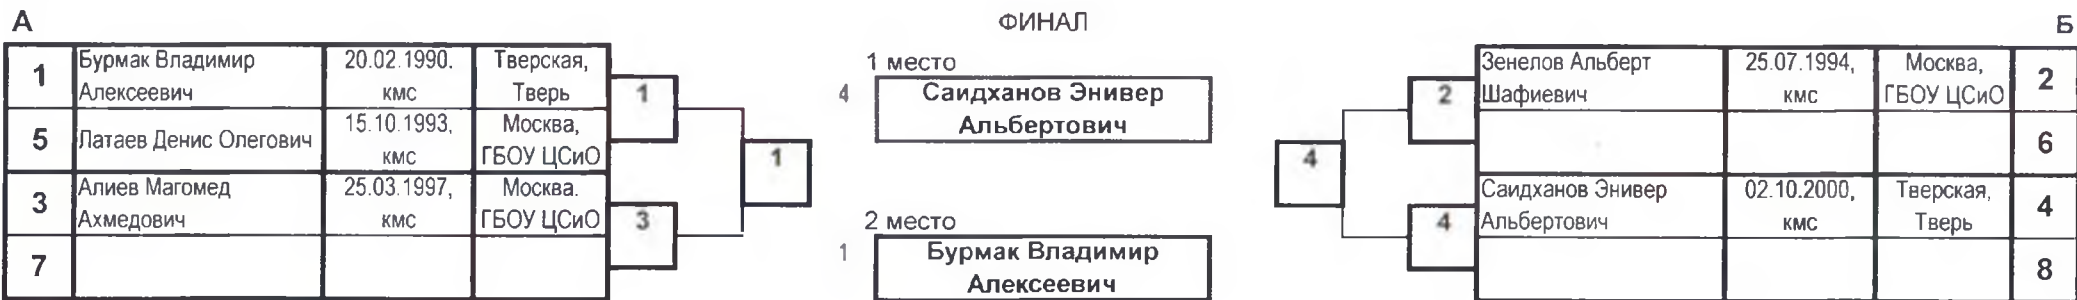 А
ФИНАЛ
Б
1
Бурмак Владимир
Алексеевич
20.02.1990.
кмс
Тверская,
Тверь
5
Латаев Денис Олегович
15.10.1993,
кмс
Москва,
ГБОУ ЦСиО
3
Алиев Магомед
Ахмедович
25.03.1997,
кмс
Москва.
ГБОУ ЦСиО
7
1
3
1
1 место
4
Саидханов Энивер
Альбертович
2 место
1
Бурмак Владимир
Алексеевич
4
2
4
Зенелов Альберт
Шафиевич
25.07.1994,
кмс
Москва,
ГБОУ ЦСиО
2
6
Саидханов Энивер
Альбертович
02.10.2000,
кмс
Тверская,
Тверь
4
8